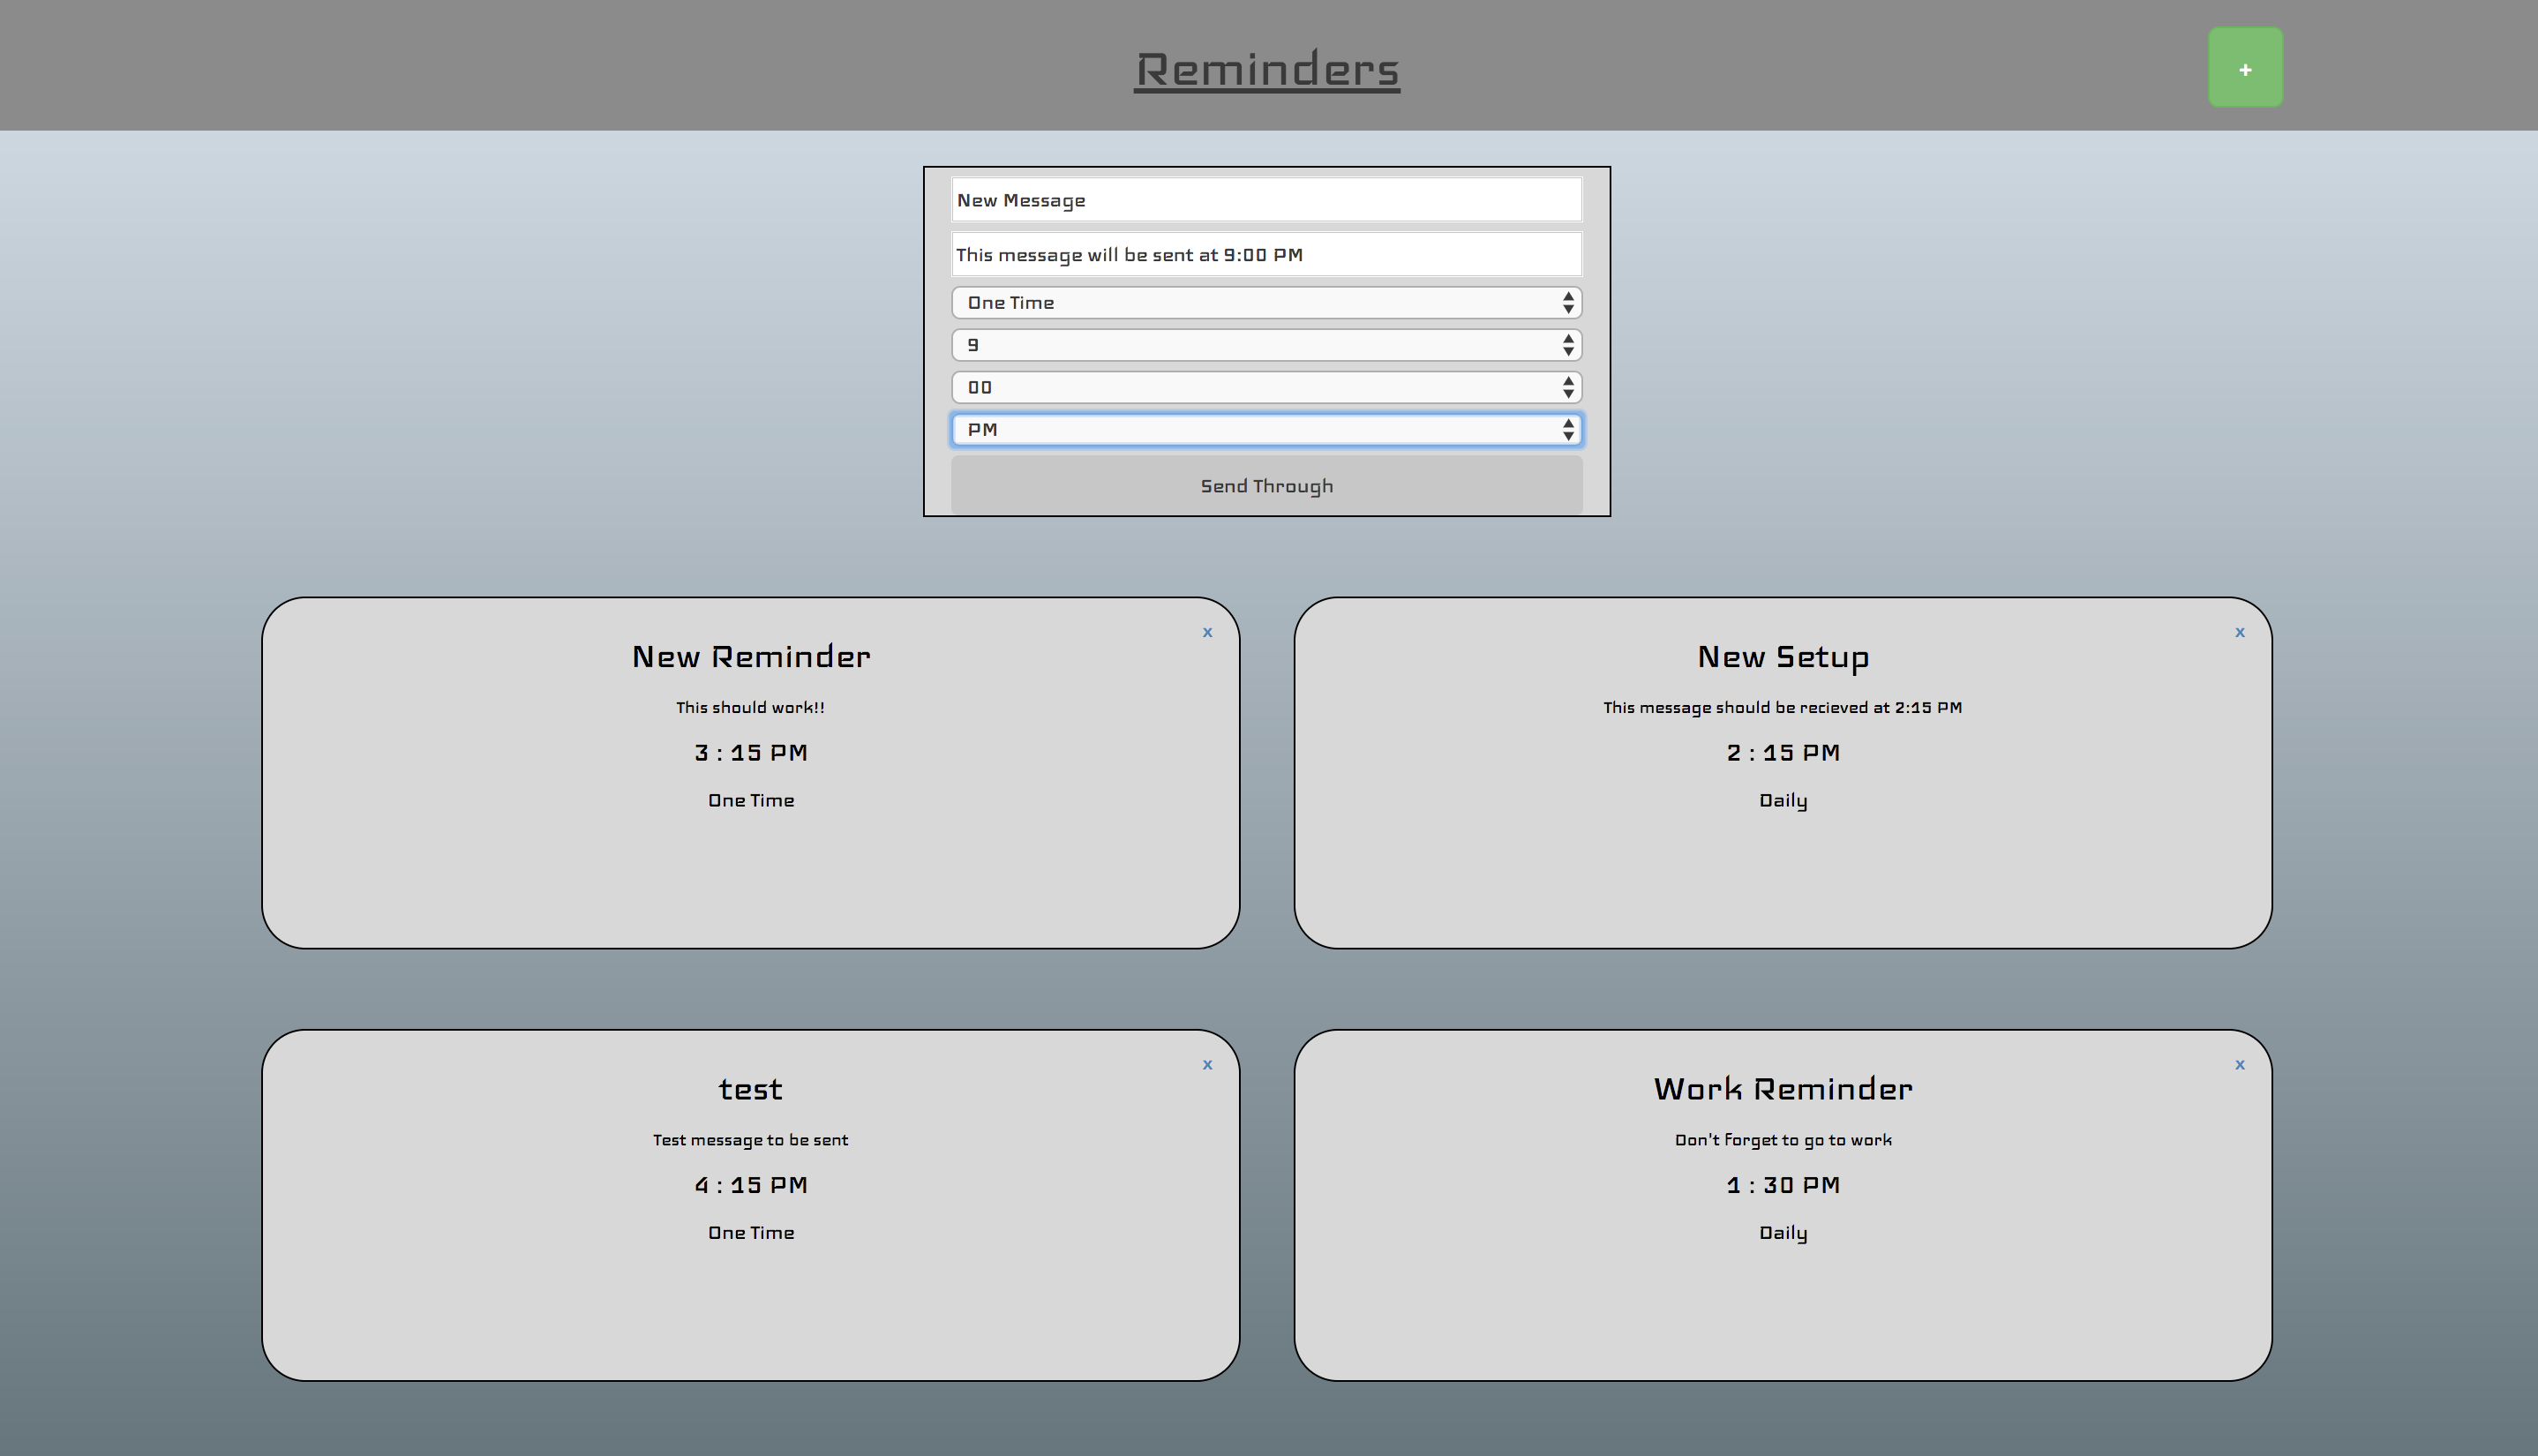 Reminders
+
New Message
This message will be sent at 9:00 PM
One Time
9
00
PM
Send Through
x
New Reminder
This should work!!
3 : 15 PM
One Time
x
New Setup
This message should be recieved at 2:15 PM
2 : 15 PM
Daily
x
test
Test message to be sent
4 : 15 PM
One Time
x
Work Reminder
Don't Forget to go to work
1 : 30 PM
Daily